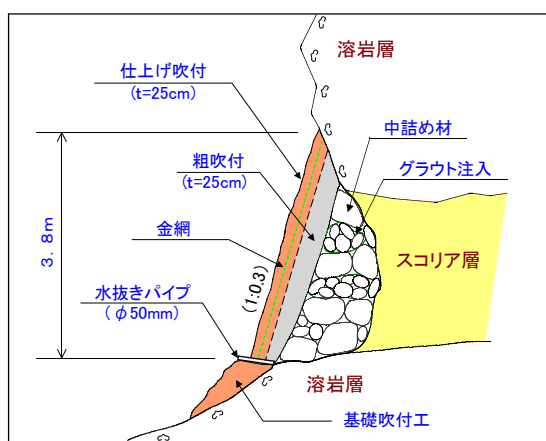 溶岩層
仕上げ吹付
(t=25cm)
中詰め材
粗吹付
(t=25cm)
グラウト注入
3.8m
金網
スコリア層
(1:0.3)
水抜きパイプ
(φ50mm)
溶岩層
基礎吹付工